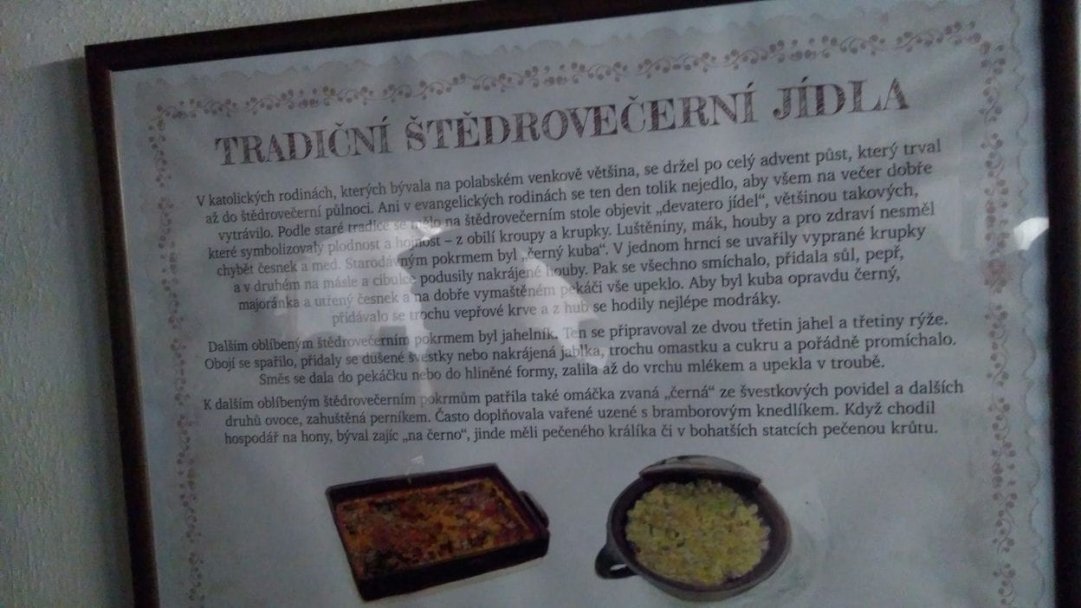 TRADIČNÍ ŠTĚDROVEČERNÍ JÍDLA
V katolických rodinách, kterých bývala na polabském venkově většina, se držel po celý advent půst, který trval
až do štědrovečerní půlnoci. Ani v evangelických rodinách se ten den tolik nejedlo, aby všem na večer dobře
vytrávilo. Podle staré tradice se mělo na štědrovečerním stole objevit „devatero jídel“, většinou takových,
které symbolizovaly plodnost a hojnost – z obilí kroupy a krupky. Luštěniny, mák, houby a pro zdraví nesměl
chybět česnek a med. Starodávným pokrmem byl „černý kuba“. V jednom hrnci se uvařily vyprané krupky
a v druhém na másle a cibulce podusily nakrájené houby. Pak se všechno smíchalo, přidala sůl, pepř,
majoránka a utřený česnek a na dobře vymaštěném pekáči vše upeklo. Aby byl kuba opravdu černý,
přidávalo se trochu vepřové krve a z hub se hodily nejlépe modráky.
Dalším oblíbeným štědrovečerním pokrmem byl jahelník. Ten se připravoval ze dvou třetin jahel a třetiny rýže.
Obojí se spařilo, přidaly se dušené švestky nebo nakrájená jablka, trochu omastku a cukru a pořádně promíchalo.
Směs se dala do pekáčku nebo do hliněné formy, zalila až do vrchu mlékem a upekla v troubě.
K dalším oblíbeným štědrovečerním pokrmům patřila také omáčka zvaná „černá“ ze švestkových povidel a dalších
druhů ovoce, zahuštěná perníkem. Často doplňovala vařené uzené s bramborovým knedlíkem. Když chodil
hospodář na hony, býval zajíc „na černo“, jinde měli pečeného králíka či v bohatších statcích pečenou krůtu.